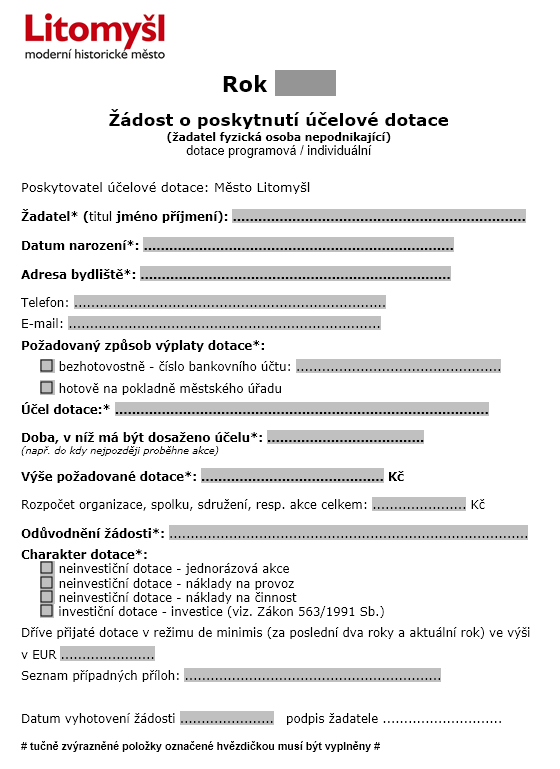 Litomyšl
moderní historické město
Rok
Žádost o poskytnutí účelové dotace
(žadatel fyzická osoba nepodnikající)
dotace programová / individuální
Poskytovatel účelové dotace: Město Litomyšl
Žadatel* (titul jméno příjmení): ........................................................
Datum narození*: ............................................................
Adresa bydliště*: ............................................................
Telefon: ............................................................
E-mail: ............................................................
Požadovaný způsob výplaty dotace*:
bezhotovostně - číslo bankovního účtu: ........................................
hotově na pokladně městského úřadu
Účel dotace:* ........................................................................
Doba, v níž má být dosaženo účelu*: ..............................
(např. do kdy nejpozději proběhne akce)
Výše požadované dotace*: ................................... Kč
Rozpočet organizace, spolku, sdružení, resp. akce celkem: ..................... Kč
Odůvodnění žádosti*: ......................................................................
Charakter dotace*:
neinvestiční dotace - jednorázová akce
neinvestiční dotace - náklady na provoz
neinvestiční dotace - náklady na činnost
investiční dotace - investice (viz. Zákon 563/1991 Sb.)
Dříve přijaté dotace v režimu de minimis (za poslední dva roky a aktuální rok) ve výši
v EUR .....................
Seznam případných příloh: ..................................................
Datum vyhotovení žádosti ..................... podpis žadatele ...........................
# tučně zvýrazněné položky označené hvězdičkou musí být vyplněny #